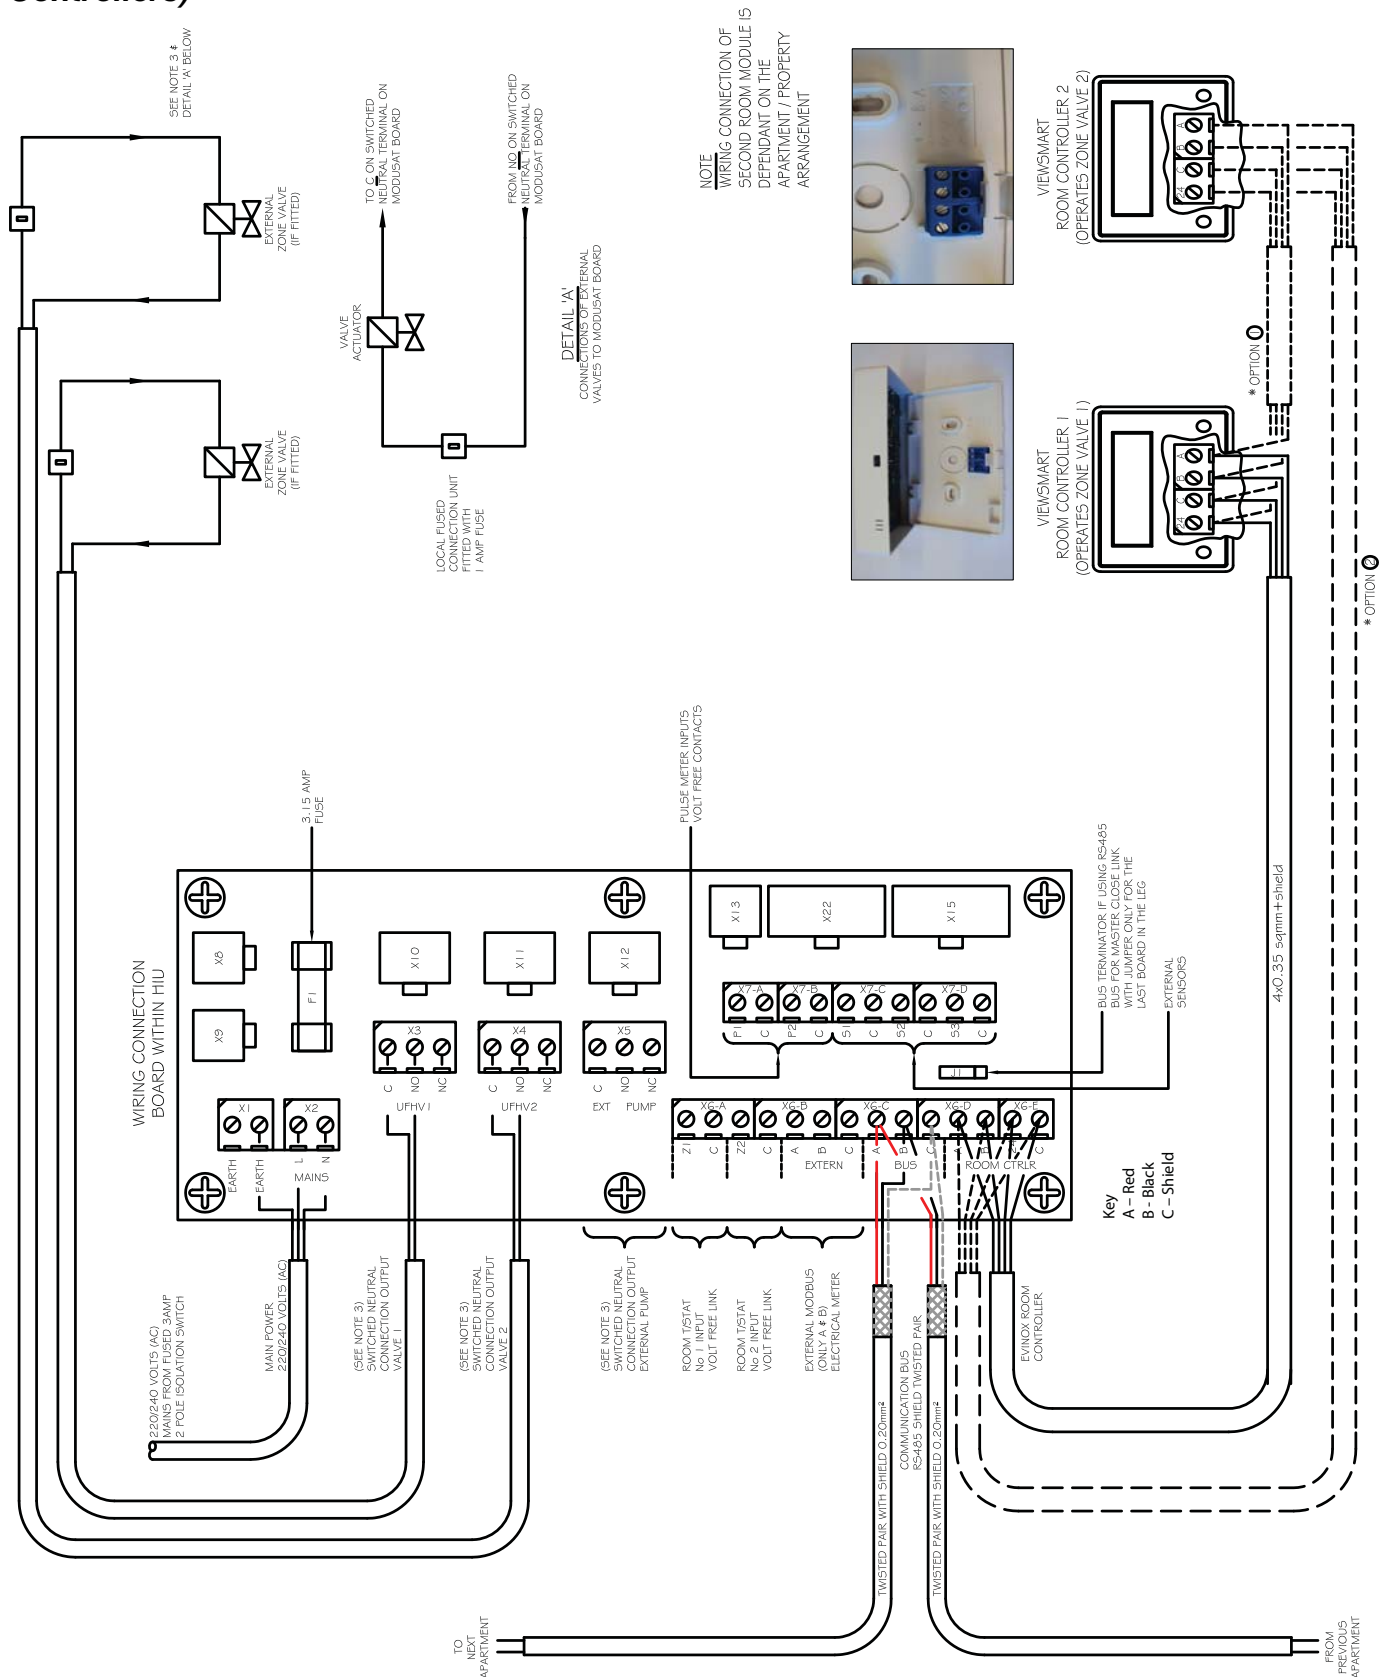 Controllers)
SEE NOTE 3 &
DETAIL 'A' BELOW
EXTERNAL
ZONE VALVE
(IF FITTED)
EXTERNAL
ZONE VALVE
(IF FITTED)
TO C ON SWITCHED
NEUTRAL TERMINAL ON
MODUSAT BOARD
FROM NO ON SWITCHED
NEUTRAL TERMINAL ON
MODUSAT BOARD
VALVE
ACTUATOR
LOCAL FUSED
CONNECTION UNIT
FITTED WITH
1 AMP FUSE
DETAIL 'A'
CONNECTIONS OF EXTERNAL
VALVES TO MODUSAT BOARD
NOTE
WIRING CONNECTION OF
SECOND ROOM MODULE IS
DEPENDANT ON THE
APARTMENT / PROPERTY
ARRANGEMENT
VIEWSMART
ROOM CONTROLLER 2
(OPERATES ZONE VALVE 2)
A
B
C
24
VIEWSMART
ROOM CONTROLLER 1
(OPERATES ZONE VALVE 1)
A
B
C
24
* OPTION 1
* OPTION 2
WIRING CONNECTION
BOARD WITHIN HIU
3.15 AMP
FUSE
PULSE METER INPUTS
VOLT FREE CONTACTS
BUS TERMINATOR IF USING RS485
BUS FOR MASTER CLOSE LINK
WITH JUMPER ONLY FOR THE
LAST BOARD IN THE LEG
EXTERNAL
SENSORS
4x0.35 sqmm+shield
X8
X9
F1
X10
X11
X12
X13
X22
X15
X1
EARTH
EARTH
X2
L
N
MAINS
X3
C
NO
NC
UFHV1
X4
C
NO
NC
UFHV2
X5
C
NO
NC
EXT PUMP
X7-A
X7-B
X7-C
X7-D
P1
C
P2
C
S1
C
S2
C
S3
C
J1
X6-A
X6-B
X6-C
X6-D
X6-E
Z1
C
Z2
C
A
B
C
A
B
C
A
B
24
C
EXTERN
BUS
ROOM CTRLR
Key
A – Red
B - Black
C – Shield
220/240 VOLTS (AC)
MAINS FROM FUSED 3AMP
2 POLE ISOLATION SWITCH
MAIN POWER
220/240 VOLTS (AC)
(SEE NOTE 3)
SWITCHED NEUTRAL
CONNECTION OUTPUT
VALVE 1
(SEE NOTE 3)
SWITCHED NEUTRAL
CONNECTION OUTPUT
VALVE 2
(SEE NOTE 3)
SWITCHED NEUTRAL
CONNECTION OUTPUT
EXTERNAL PUMP
ROOM T/STAT
No 1 INPUT
VOLT FREE LINK
ROOM T/STAT
No 2 INPUT
VOLT FREE LINK
EXTERNAL MODBUS
(ONLY A & B)
ELECTRICAL METER
COMMUNICATION BUS
RS485 SHIELD TWISTED PAIR
EVINOX ROOM
CONTROLLER
TWISTED PAIR WITH SHIELD 0.20mm²
TWISTED PAIR WITH SHIELD 0.20mm²
TO
NEXT
APARTMENT
FROM
PREVIOUS
APARTMENT